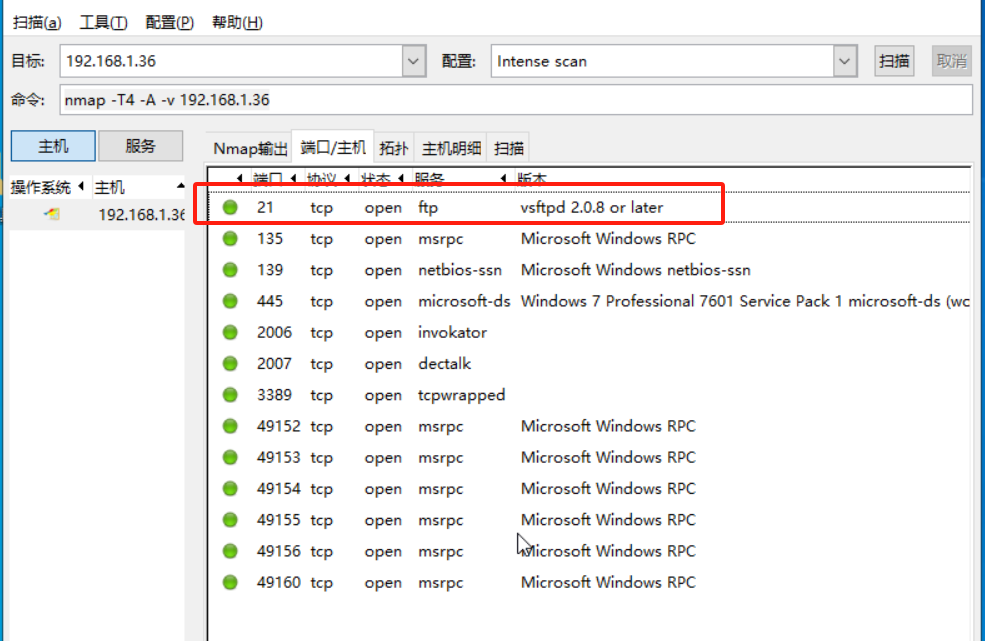 扫描(a) 工具(T) 配置(P) 帮助(H)
目标: 192.168.1.36 配置: Intense scan 扫描 取消
命令: nmap -T4 -A -v 192.168.1.36
主机 服务 Nmap输出 端口/主机 拓扑 主机明细 扫描
操作系统 主机 端口 协议 状态 服务 版本
192.168.1.36 21 tcp open ftp vsftpd 2.0.8 or later
135 tcp open msrpc Microsoft Windows RPC
139 tcp open netbios-ssn Microsoft Windows netbios-ssn
445 tcp open microsoft-ds Windows 7 Professional 7601 Service Pack 1 microsoft-ds (wc
2006 tcp open invokator
2007 tcp open dectalk
3389 tcp open tcpwrapped
49152 tcp open msrpc Microsoft Windows RPC
49153 tcp open msrpc Microsoft Windows RPC
49154 tcp open msrpc Microsoft Windows RPC
49155 tcp open msrpc Microsoft Windows RPC
49156 tcp open msrpc Microsoft Windows RPC
49160 tcp open msrpc Microsoft Windows RPC